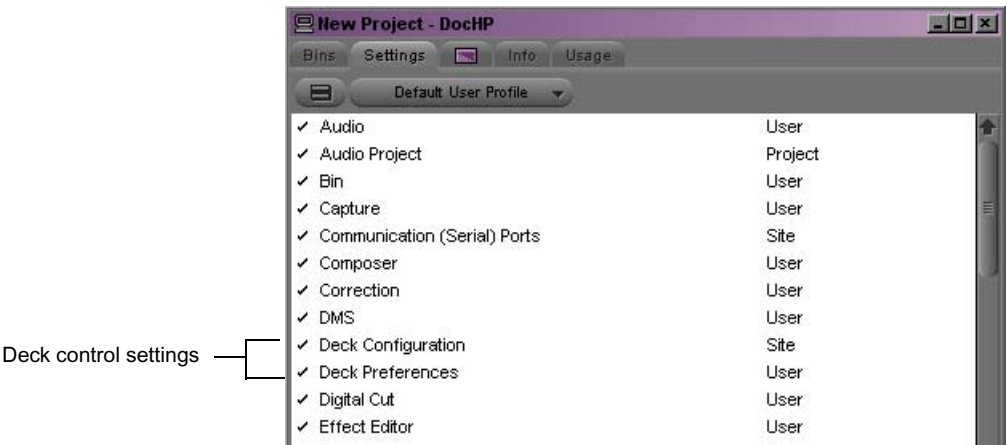 New Project - DocHP
Bins Settings Info Usage
Default User Profile
✓ Audio User
✓ Audio Project Project
✓ Bin User
✓ Capture User
✓ Communication (Serial) Ports Site
✓ Composer User
✓ Correction User
✓ DMS User
✓ Deck Configuration Site
Deck control settings
✓ Deck Preferences User
✓ Digital Cut User
✓ Effect Editor User